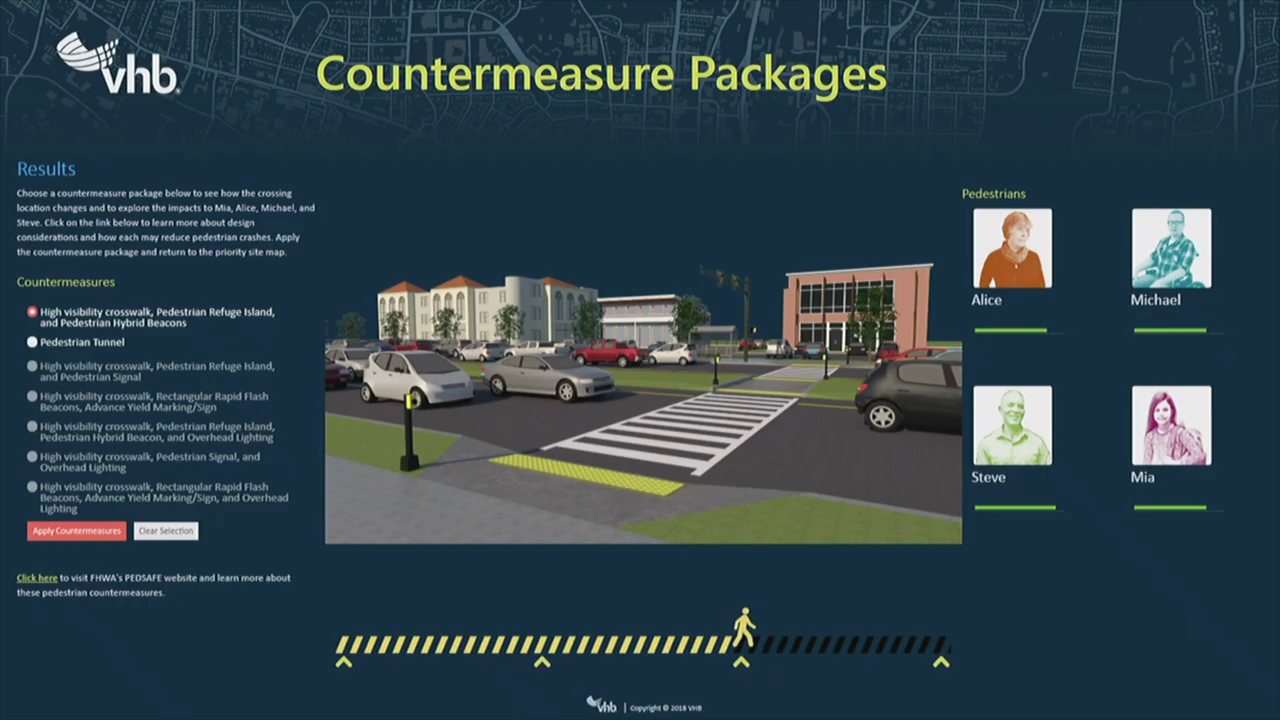 vhb
Countermeasure Packages
Results
Choose a countermeasure package below to see how the crossing
location changes and to explore the impacts to Mia, Alice, Michael, and
Steve. Click on the link below to learn more about design
considerations and how each may reduce pedestrian crashes. Apply
the countermeasure package and return to the priority site map.
Countermeasures
High visibility crosswalk, Pedestrian Refuge Island,
and Pedestrian Hybrid Beacons
Pedestrian Tunnel
High visibility crosswalk, Pedestrian Refuge Island,
and Pedestrian Signal
High visibility crosswalk, Rectangular Rapid Flash
Beacons, Advance Yield Marking/Sign
High visibility crosswalk, Pedestrian Refuge Island,
Pedestrian Hybrid Beacon, and Overhead Lighting
High visibility crosswalk, Pedestrian Signal, and
Overhead Lighting
High visibility crosswalk, Rectangular Rapid Flash
Beacons, Advance Yield Marking/Sign, and Overhead
Lighting
Apply Countermeasures
Clear Selection
Click here to visit FHWA's PEDSAFE website and learn more about
these pedestrian countermeasures.
Pedestrians
Alice
Michael
Steve
Mia
vhb | Copyright © 2018 VHB